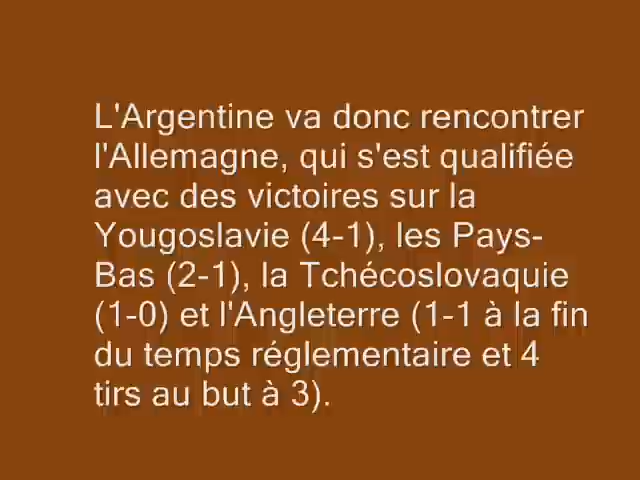 L'Argentine va donc rencontrer
l'Allemagne, qui s'est qualifiée
avec des victoires sur la
Yougoslavie (4-1), les Pays-
Bas (2-1), la Tchécoslovaquie
(1-0) et l'Angleterre (1-1 à la fin
du temps réglementaire et 4
tirs au but à 3).